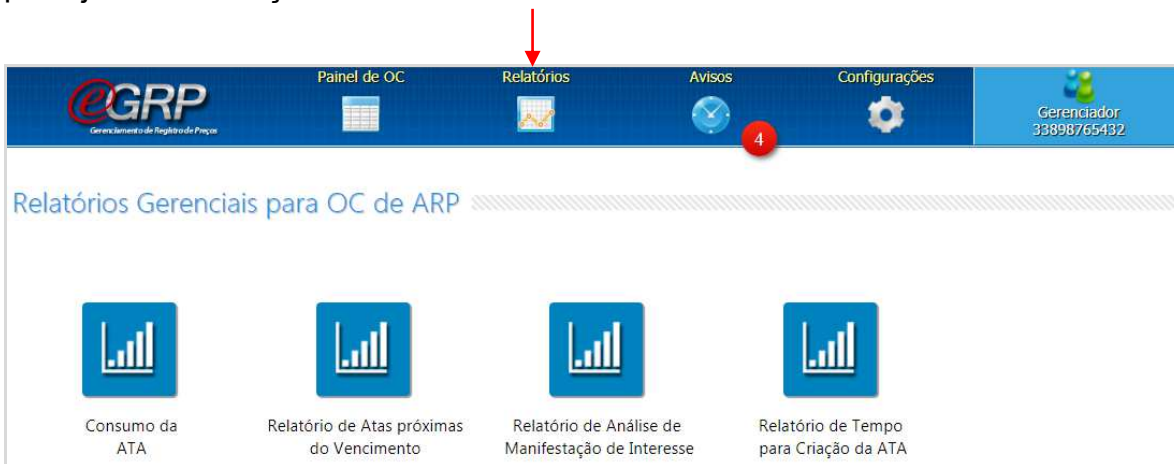 Painel de OC
Relatórios
Avisos
Configurações
eGRP
Gerenciamento de Registro de Preços
4
Gerenciador
33898765432
Relatórios Gerenciais para OC de ARP
Consumo da
ATA
Relatório de Atas próximas
do Vencimento
Relatório de Análise de
Manifestação de Interesse
Relatório de Tempo
para Criação da ATA